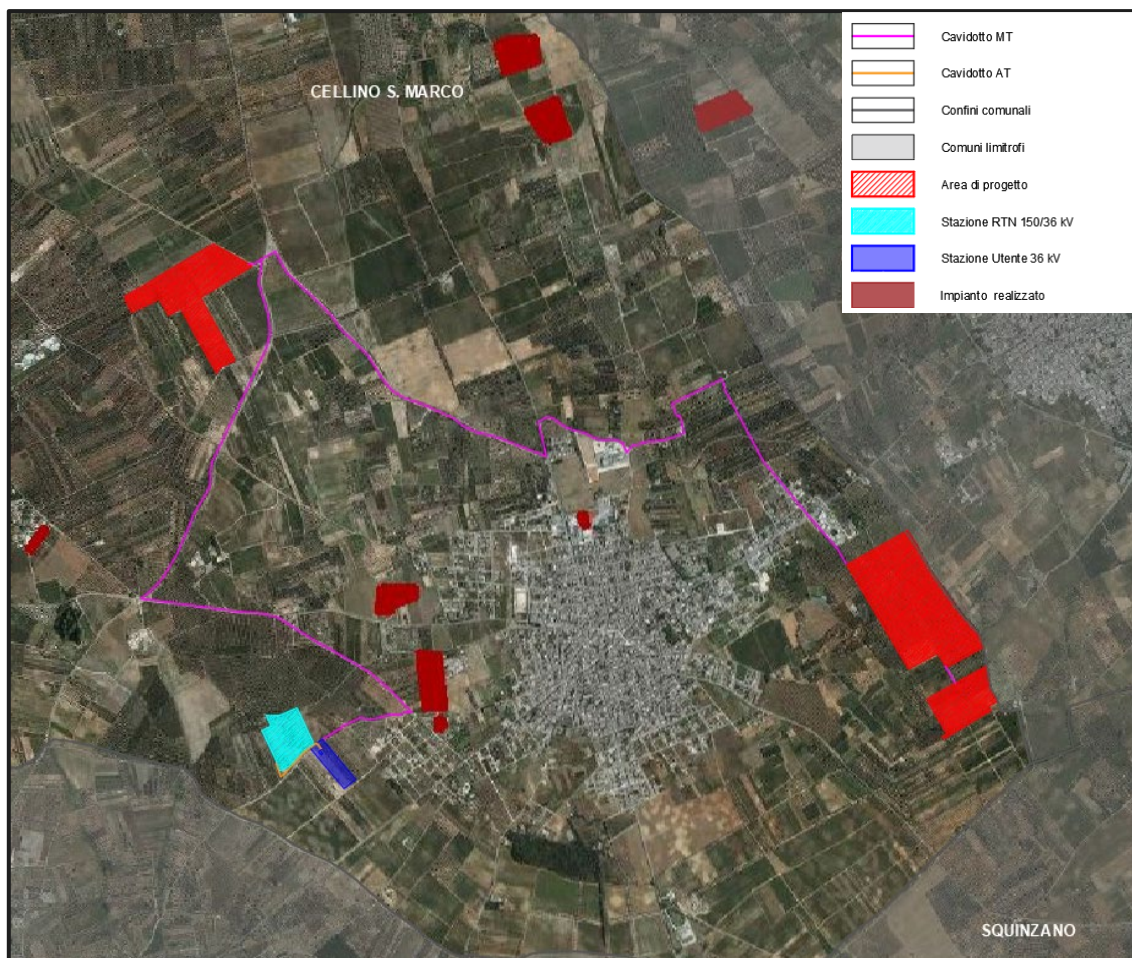 CELLINO S. MARCO
Cavidotto MT
Cavidotto AT
Confini comunali
Comuni limitrofi
Area di progetto
Stazione RTN 150/36 kV
Stazione Utente 36 kV
Impianto realizzato
SQUINZANO